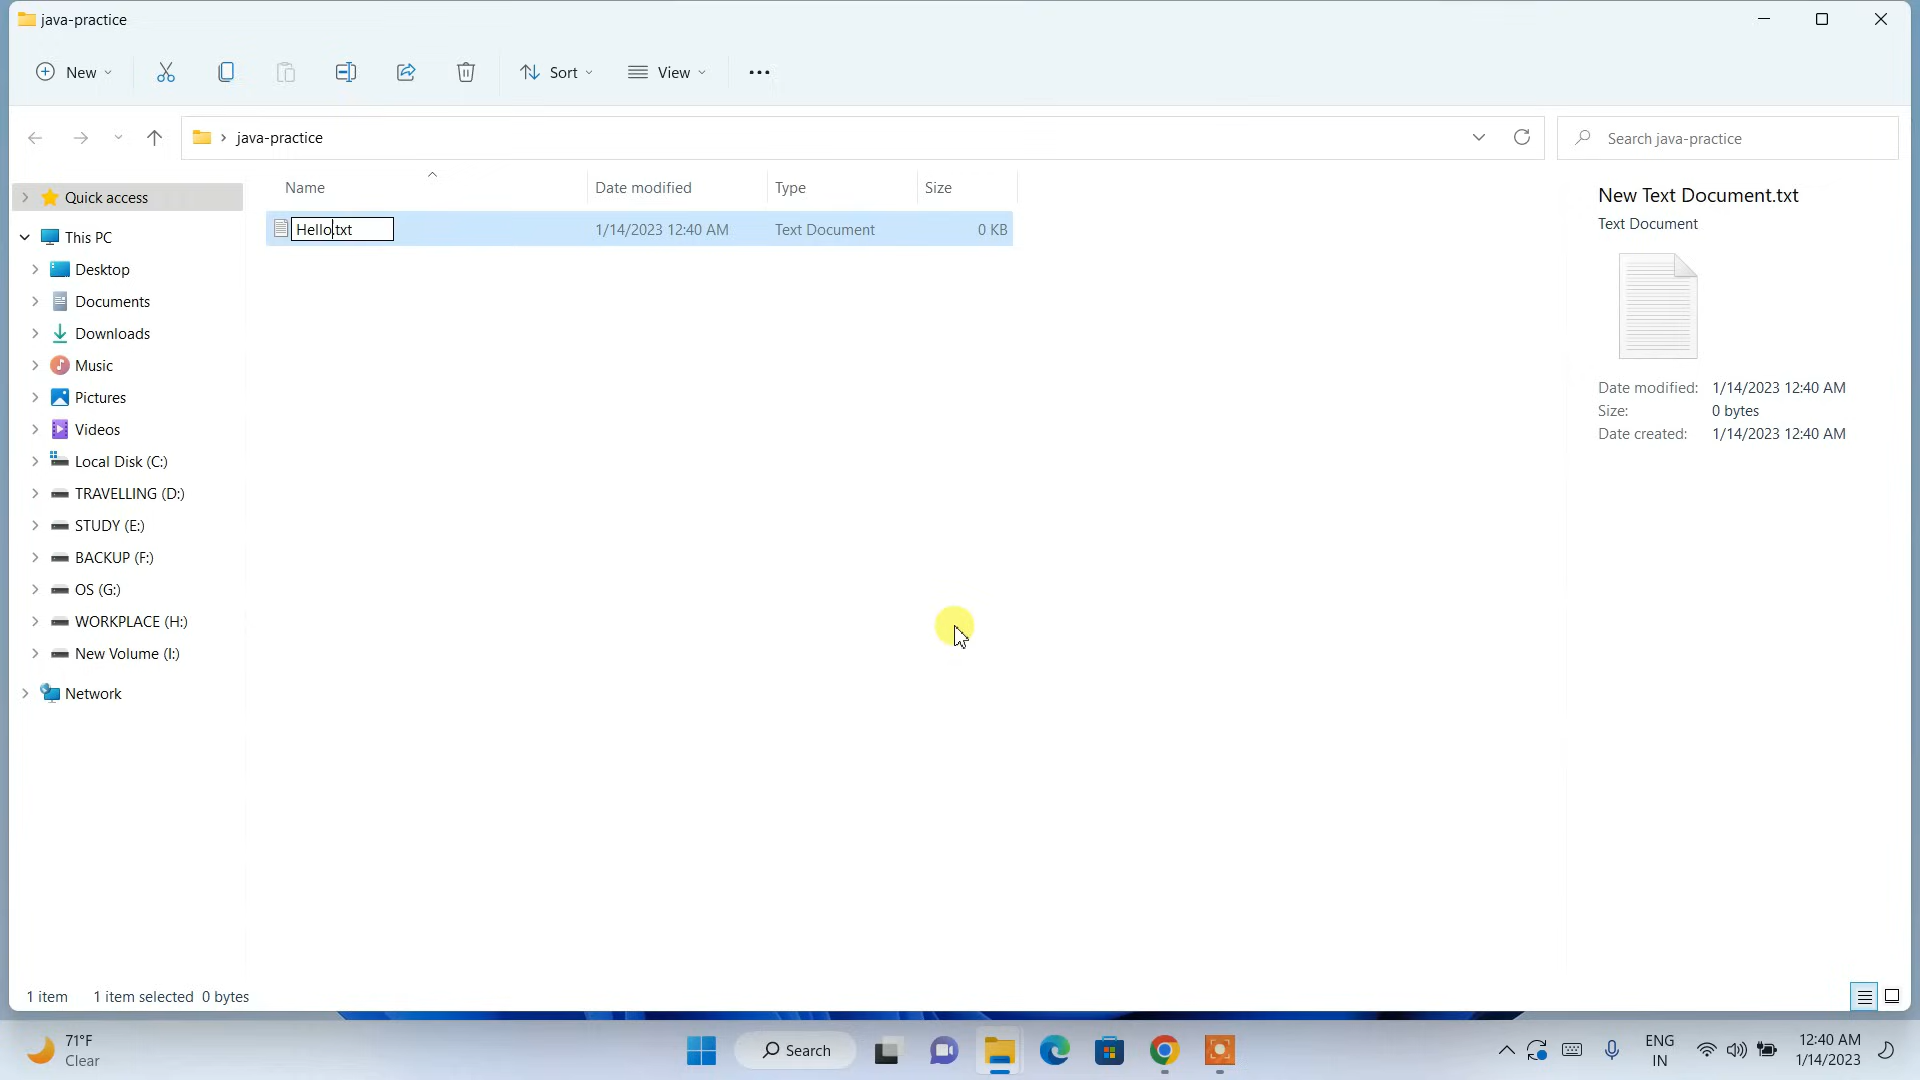 java-practice
New
Sort
View
java-practice
Search java-practice
Name
Date modified
Type
Size
Hello.txt
1/14/2023 12:40 AM
Text Document
0 KB
Quick access
This PC
Desktop
Documents
Downloads
Music
Pictures
Videos
Local Disk (C:)
TRAVELLING (D:)
STUDY (E:)
BACKUP (F:)
OS (G:)
WORKPLACE (H:)
New Volume (I:)
Network
New Text Document.txt
Text Document
Date modified: 1/14/2023 12:40 AM
Size: 0 bytes
Date created: 1/14/2023 12:40 AM
1 item
1 item selected 0 bytes
71°F
Clear
Search
ENG
IN
12:40 AM
1/14/2023